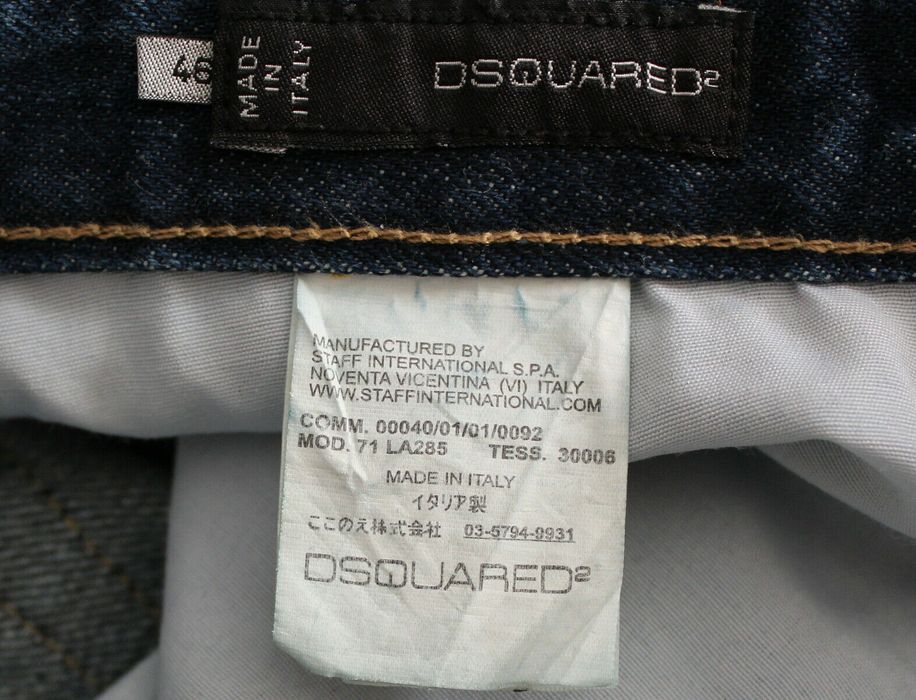 46
MADE
IN
ITALY
DSQUARED²
MANUFACTURED BY
STAFF INTERNATIONAL S.P.A.
NOVENTA VICENTINA (VI) ITALY
WWW.STAFFINTERNATIONAL.COM
COMM. 00040/01/01/0092
MOD. 71 LA285 TESS. 30006
MADE IN ITALY
イタリア製
ここのえ株式会社 03-5794-9931
DSQUARED²